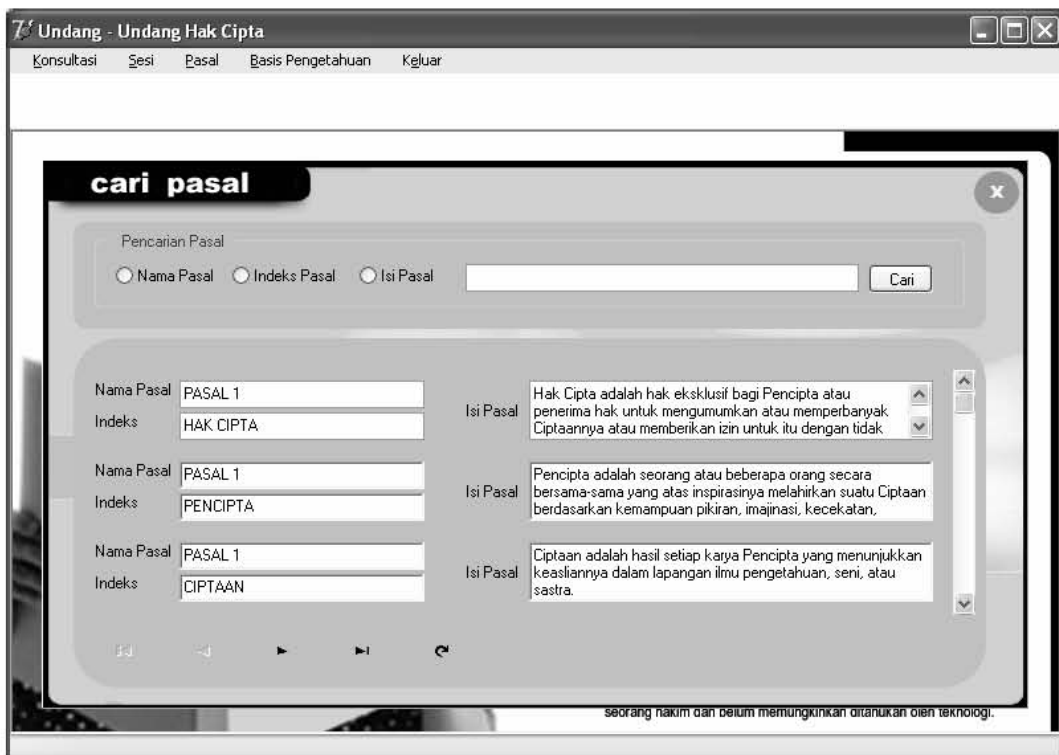 Undang - Undang Hak Cipta
Konsultasi Sesi Pasal Basis Pengetahuan Keluar
cari pasal
x
Pencarian Pasal
Nama Pasal Indeks Pasal Isi Pasal Cari
Nama Pasal PASAL 1
Indeks HAK CIPTA
Isi Pasal
Hak Cipta adalah hak eksklusif bagi Pencipta atau
penerima hak untuk mengumumkan atau memperbanyak
Ciptaannya atau memberikan izin untuk itu dengan tidak
Nama Pasal PASAL 1
Indeks PENCIPTA
Isi Pasal
Pencipta adalah seorang atau beberapa orang secara
bersama-sama yang atas inspirasinya melahirkan suatu Ciptaan
berdasarkan kemampuan pikiran, imajinasi, kecekatan,
Nama Pasal PASAL 1
Indeks CIPTAAN
Isi Pasal
Ciptaan adalah hasil setiap karya Pencipta yang menunjukkan
keasliannya dalam lapangan ilmu pengetahuan, seni, atau
sastra.
seorang hakim dan belum memungkinkan oleh teknologi.